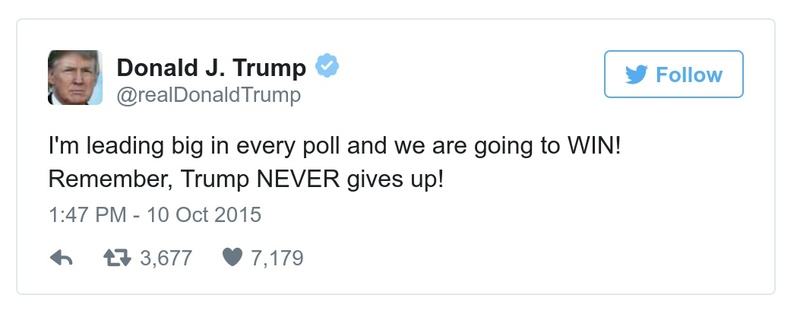 Donald J. Trump
@realDonaldTrump
Follow
I'm leading big in every poll and we are going to WIN!
Remember, Trump NEVER gives up!
1:47 PM - 10 Oct 2015
3,677 7,179